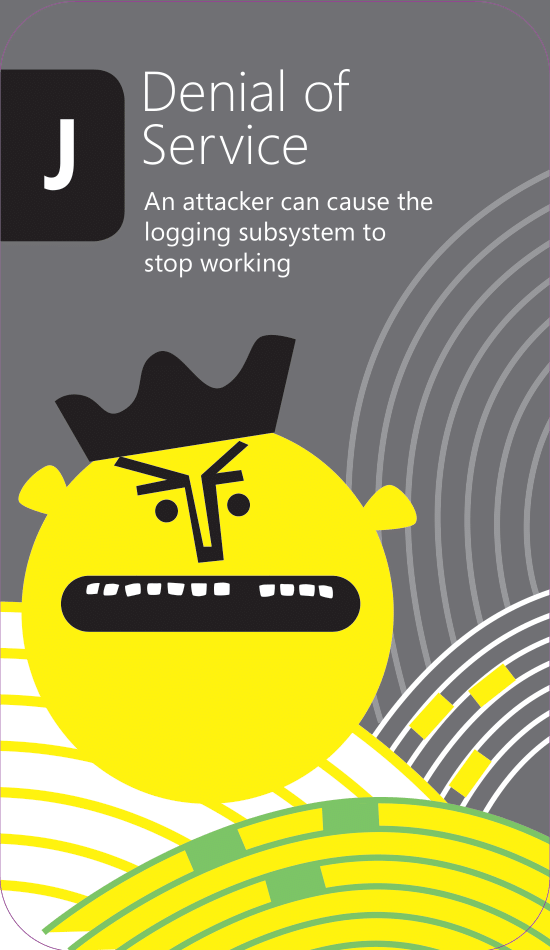 J
Denial of
Service
An attacker can cause the
logging subsystem to
stop working